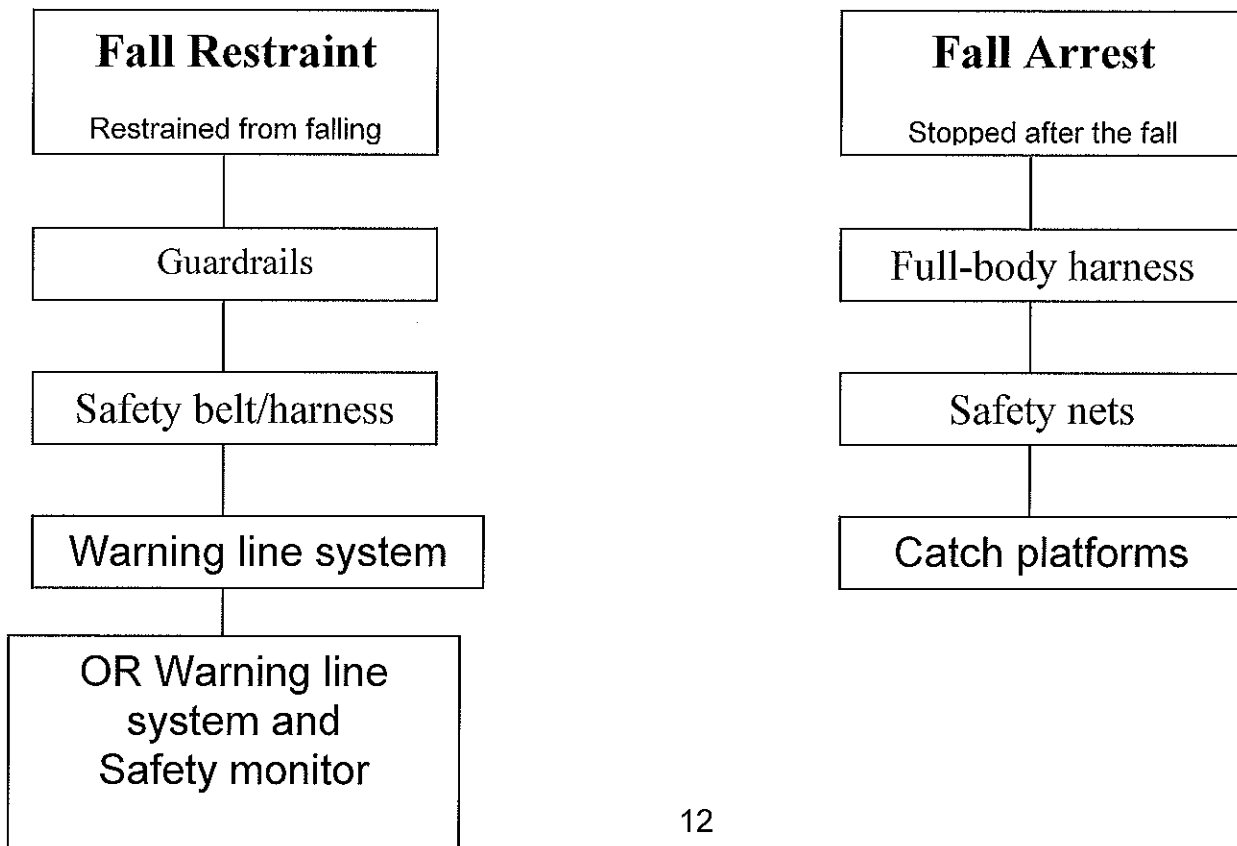 Fall Restraint
Restrained from falling
Guardrails
Safety belt/harness
Warning line system
OR Warning line
system and
Safety monitor
Fall Arrest
Stopped after the fall
Full-body harness
Safety nets
Catch platforms
12